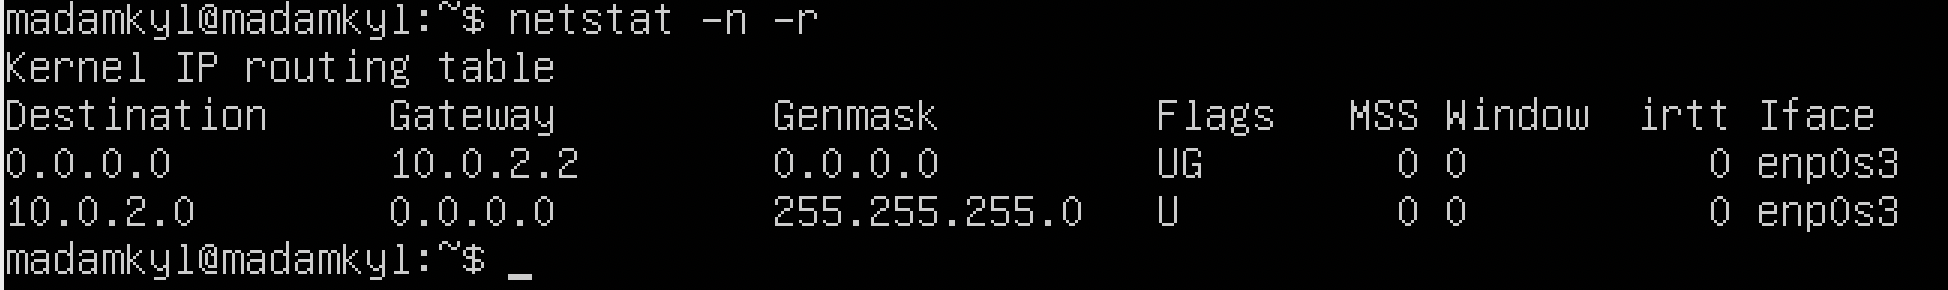 madamkyl@madamkyl:~$ netstat -n -r
Kernel IP routing table
Destination     Gateway         Genmask         Flags   MSS Window  irtt Iface
0.0.0.0         10.0.2.2        0.0.0.0         UG        0 0          0 enp0s3
10.0.2.0        0.0.0.0         255.255.255.0   U         0 0          0 enp0s3
madamkyl@madamkyl:~$ _